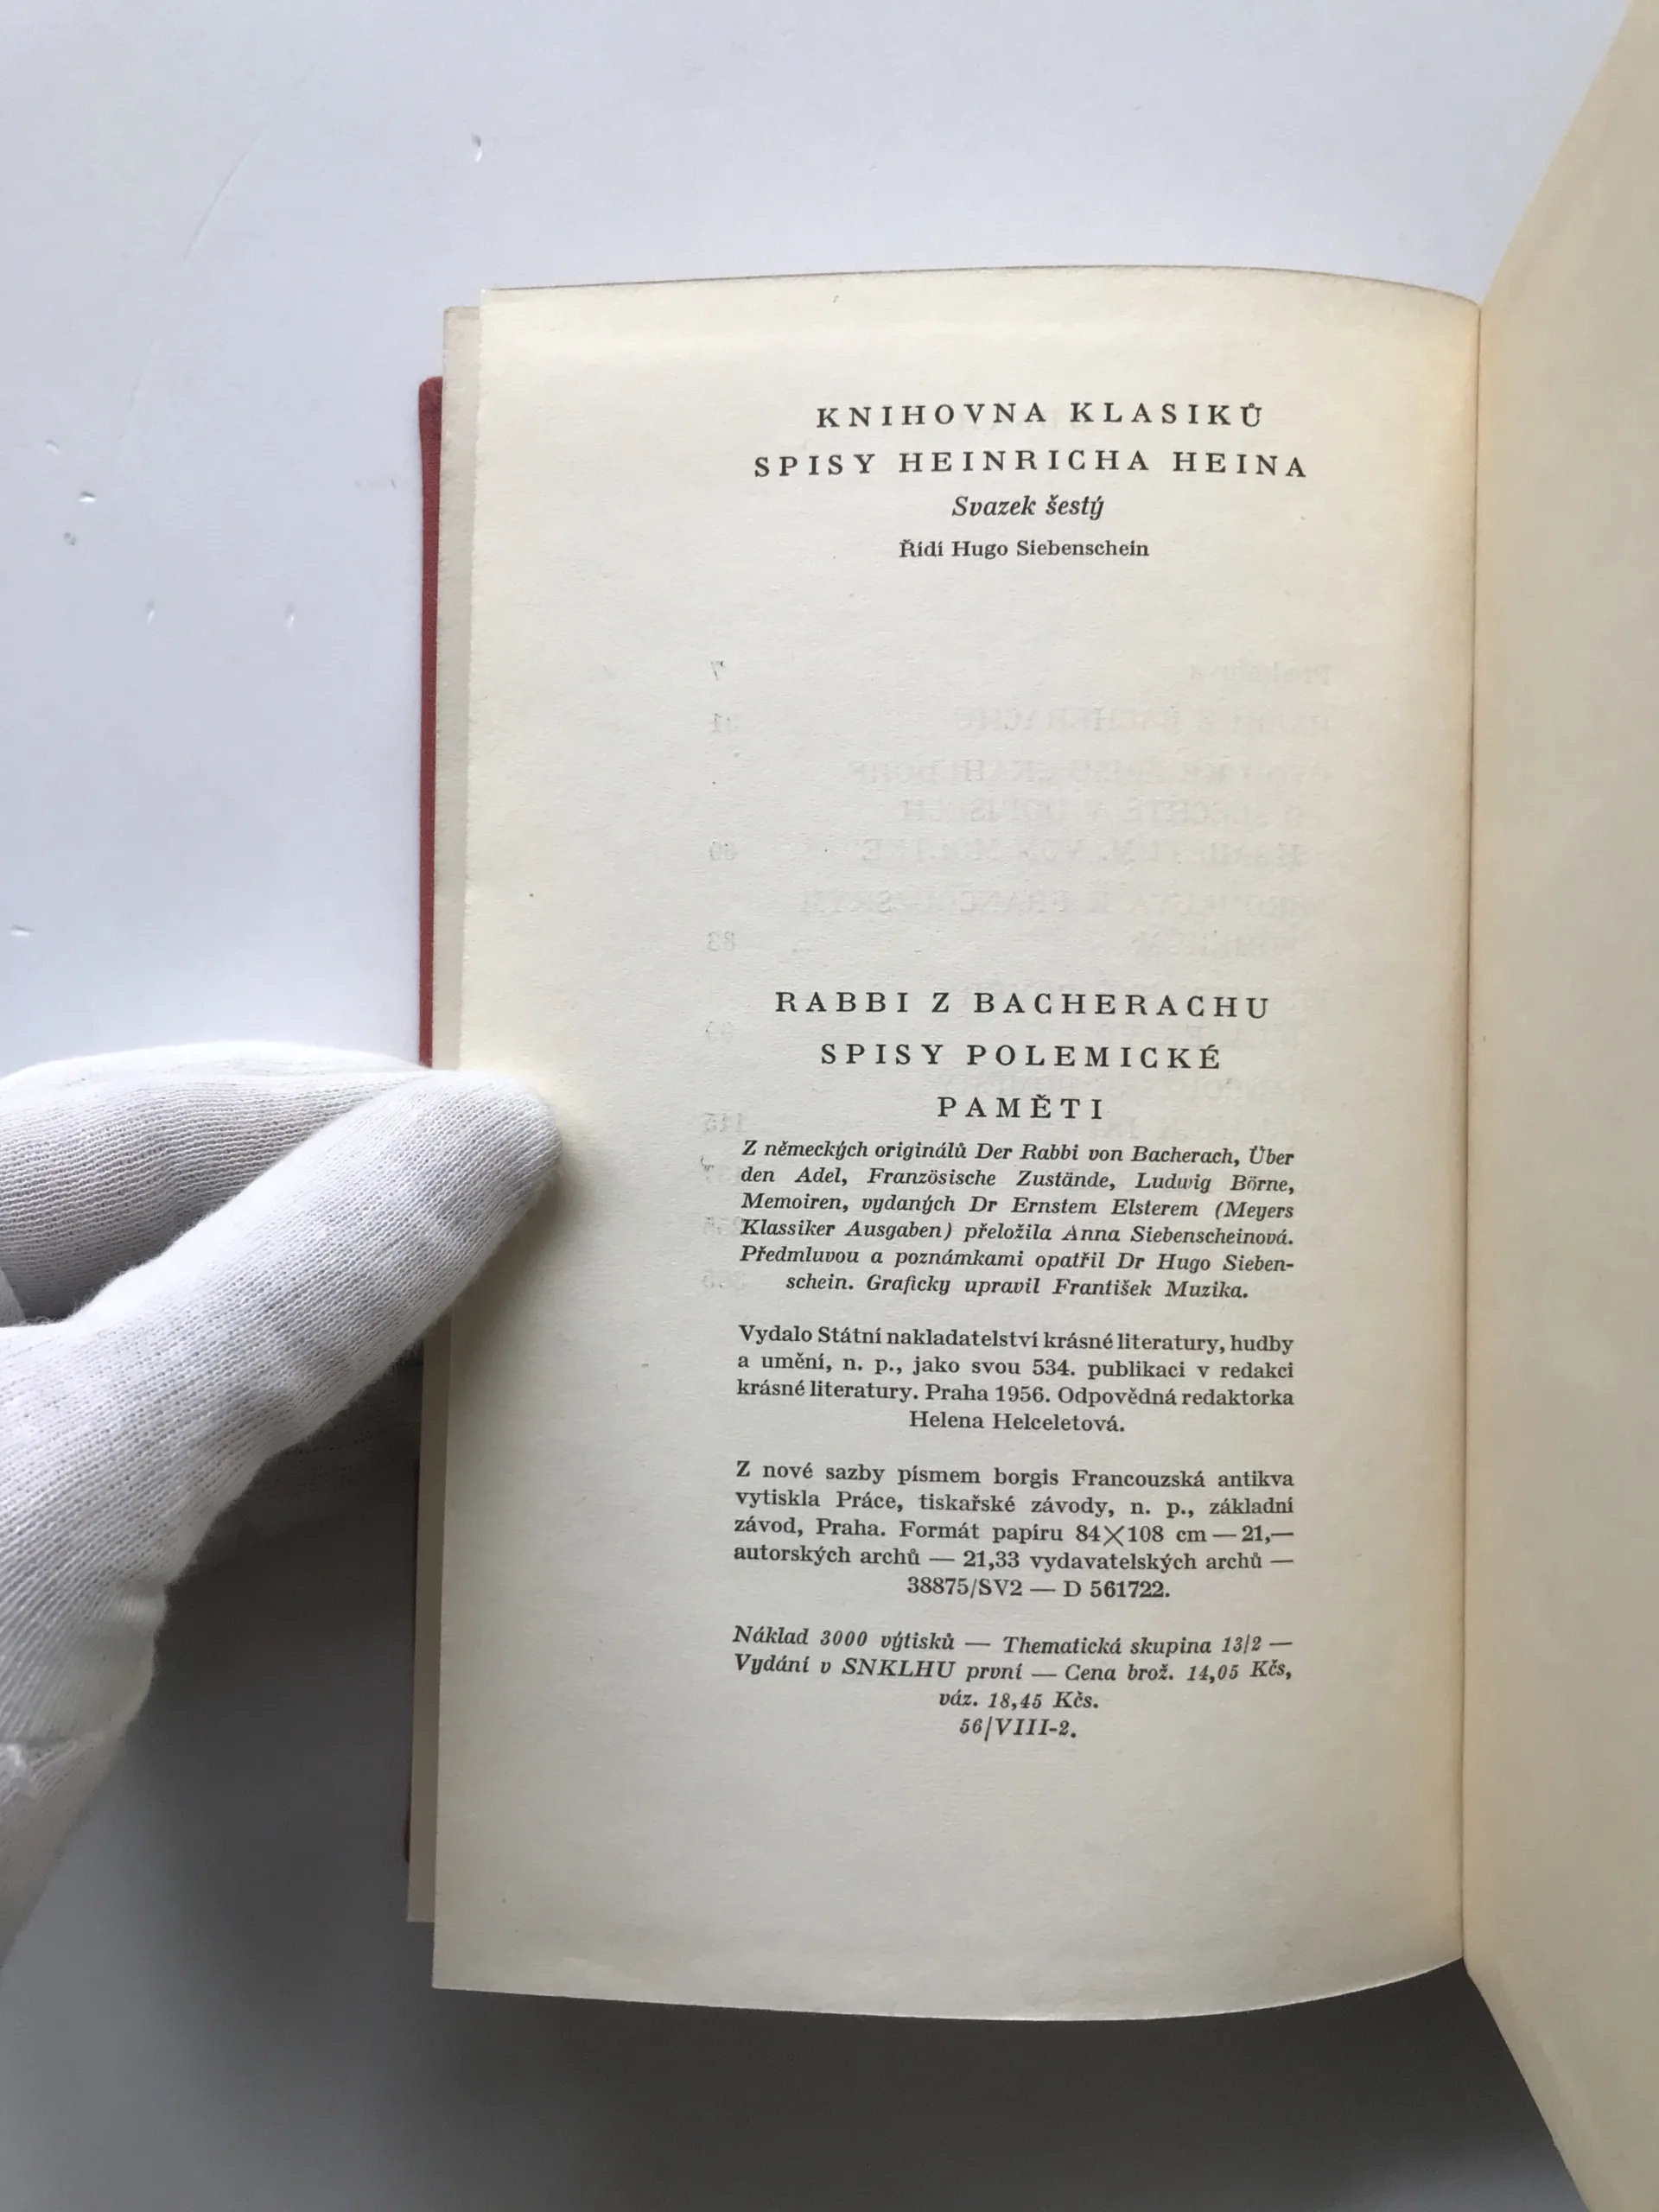 KNIHOVNA KLASIKŮ
SPISY HEINRICHA HEINA
Svazek šestý
Řídí Hugo Siebenschein
RABBI Z BACHERACHU
SPISY POLEMICKÉ
PAMĚTI
Z německých originálů Der Rabbi von Bacherach, Über
den Adel, Französische Zustände, Ludwig Börne,
Memoiren, vydaných Dr Ernstem Elsterem (Meyers
Klassiker Ausgaben) přeložila Anna Siebenscheinová.
Předmluvou a poznámkami opatřil Dr Hugo Sieben-
schein. Graficky upravil František Muzika.
Vydalo Státní nakladatelství krásné literatury, hudby
a umění, n. p., jako svou 534. publikaci v redakci
krásné literatury. Praha 1956. Odpovědná redaktorka
Helena Helceletová.
Z nové sazby písmem borgis Francouzská antikva
vytiskla Práce, tiskařské závody, n. p., základní
závod, Praha. Formát papíru 84×108 cm — 21,—
autorských archů — 21,33 vydavatelských archů —
38875/SV2 — D 561722.
Náklad 3000 výtisků — Thematická skupina 13/2 —
Vydání v SNKLHU první — Cena brož. 14,05 Kčs,
váz. 18,45 Kčs.
56/VIII-2.